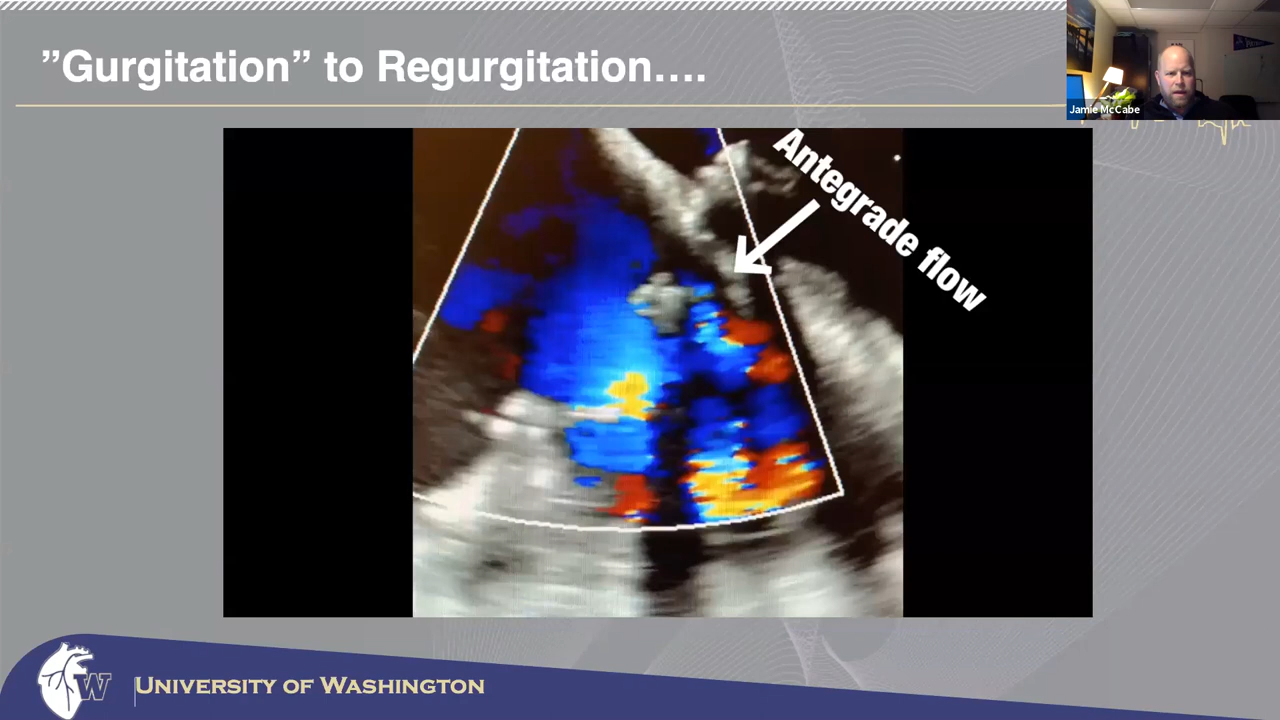 ”Gurgitation” to Regurgitation....
Jamie McCabe
Antegrade flow
W
UNIVERSITY OF WASHINGTON